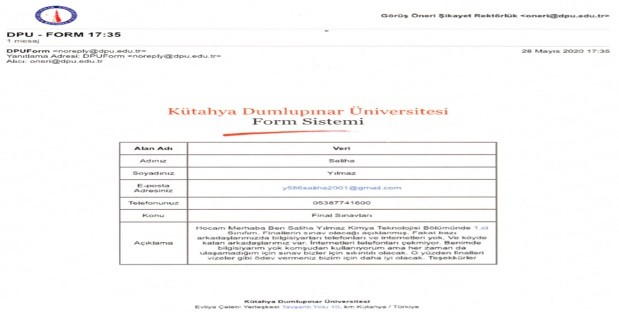 Görüş Öneri Şikayet Rektörlük <oneri@dpu.edu.tr>
DPU - FORM 17:35
1 mesaj
DPUForm <noreply@dpu.edu.tr>
28 Mayıs 2020 17:35
Yanıtlama Adresi: DPUForm <noreply@dpu.edu.tr>
Alıcı: oneri@dpu.edu.tr
Kütahya Dumlupınar Üniversitesi
Form Sistemi
Alan Adı Veri
Adınız Saliha
Soyadınız Yılmaz
E-posta Adresiniz y586saliha2001@gmail.com
Telefonunuz 05387741600
Konu Final Sınavları
Açıklama
Hocam Merhaba Ben Saliha Yılmaz Kimya Teknolojisi Bölümünde 1.ci
Sınıfım. Finallerin sınav olacağı açıklanmış. Fakat bazı
arkadaşlarımızda bilgisiyarları telefonları ve internetleri yok. Ve köyde
kalan arkadaşlarımız var. İnternetleri telefonları çekmiyor. Benimde
bilgisiyarım yok komşudan kullanıyorum ama her zaman da
ulaşamadığım için sınav bizler için sıkıntılı olacak. O yüzden finalleri
vizeler gibi ödev vermeniz bizim için daha iyi olacak. Teşekkürler
Kütahya Dumlupınar Üniversitesi
Evliya Çelebi Yerleşkesi Tavşanlı Yolu 10. km Kütahya / Türkiye